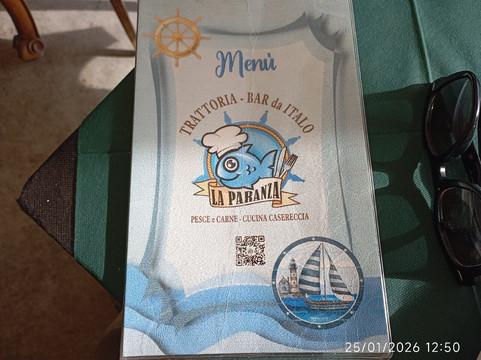 Menù
TRATTORIA - BAR da ITALO
LA PARANZA
PESCE e CARNE - CUCINA CASERECCIA
25/01/2026 12:50